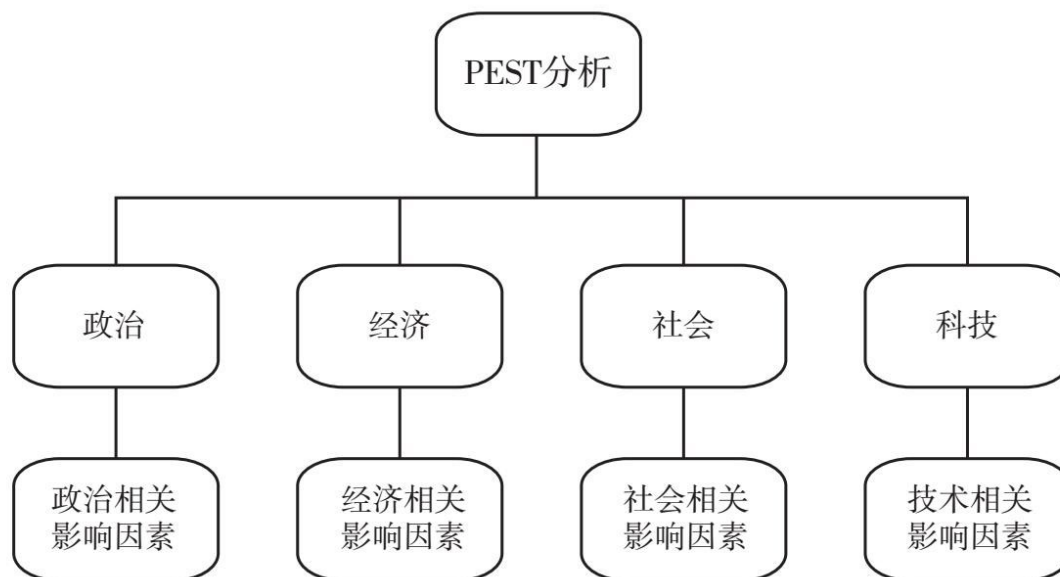 PEST分析
政治
经济
社会
科技
政治相关
影响因素
经济相关
影响因素
社会相关
影响因素
技术相关
影响因素